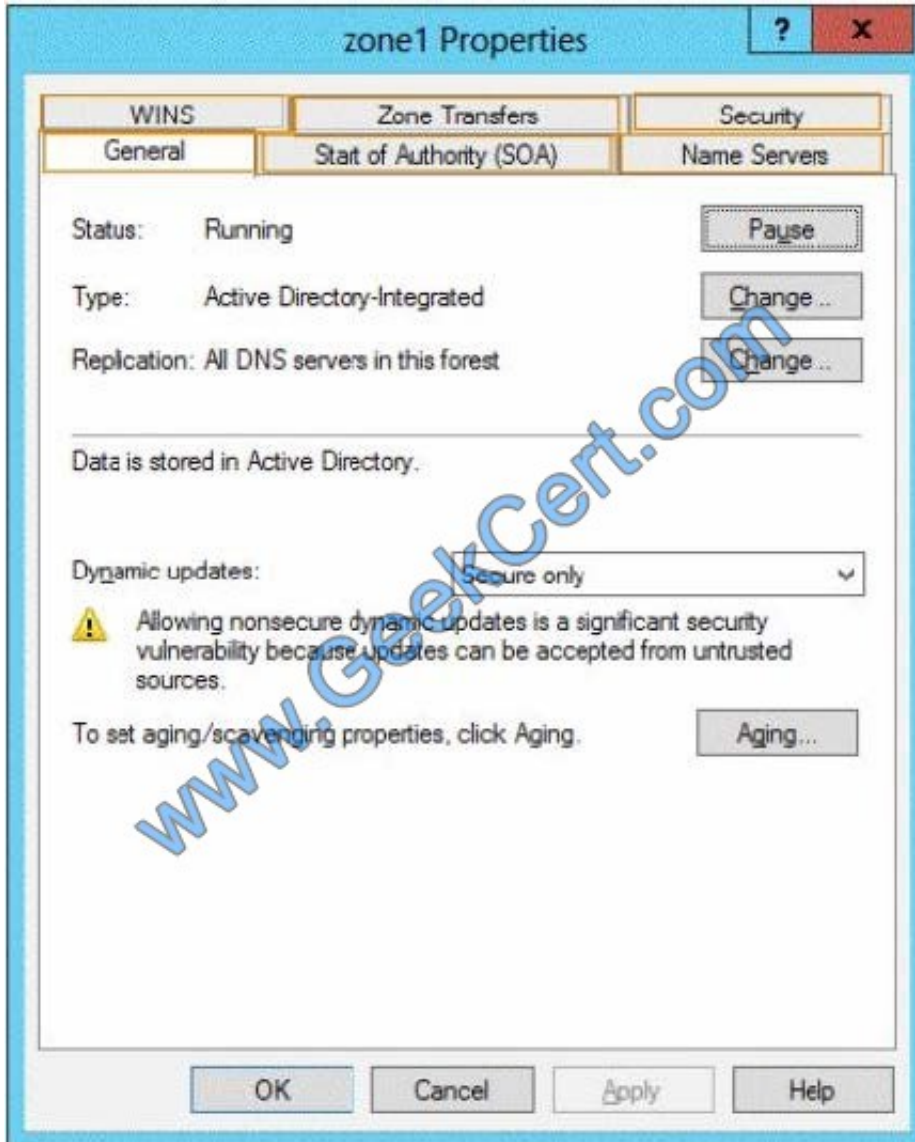 zone1 Properties
?
x
WINS
Zone Transfers
Security
General
Start of Authority (SOA)
Name Servers
Status:
Running
Pause
Type:
Active Directory-Integrated
Change ..
Replication:
All DNS servers in this forest
Change ..
Data is stored in Active Directory.
Dynamic updates:
Secure only
Allowing nonsecure dynamic updates is a significant security
vulnerability because updates can be accepted from untrusted
sources.
To set aging/scavenging properties, click Aging.
Aging...
OK
Cancel
Apply
Help
www.GeekCert.com